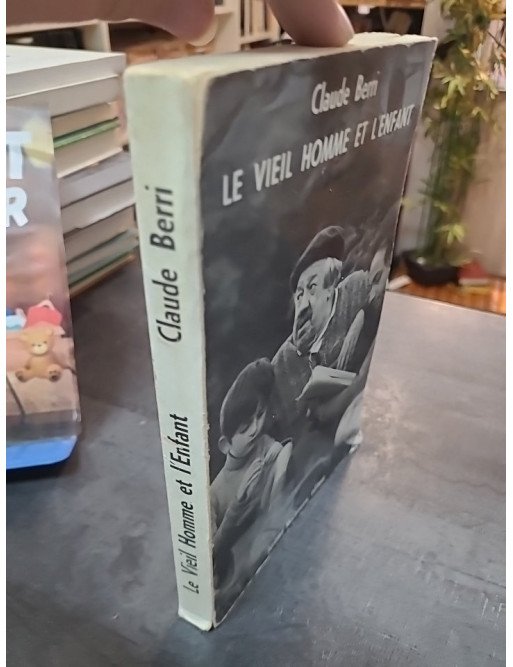 Claude Berri
LE VIEIL HOMME ET L'ENFANT
Claude Berri
Le Vieil Homme et l'Enfant
T
R